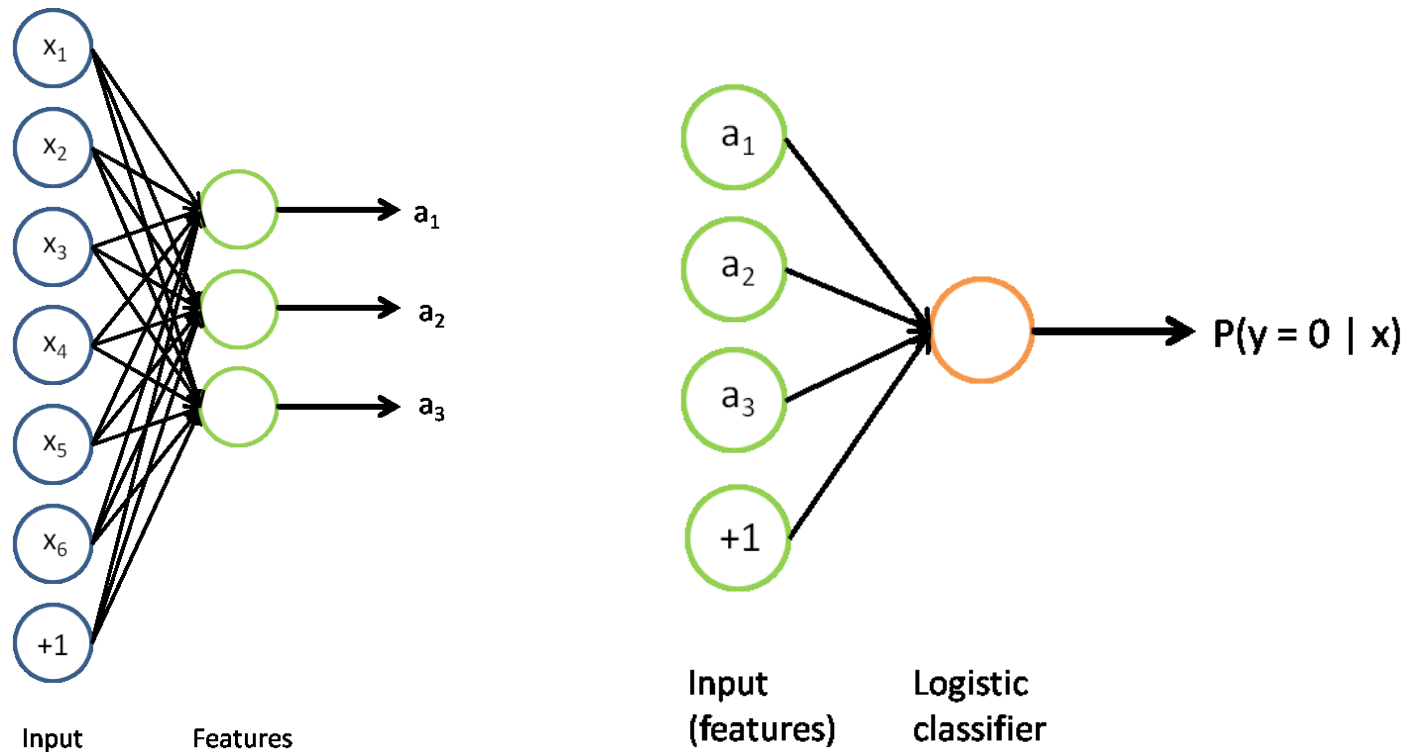 x₁
x₂
x₃
x₄
x₅
x₆
+1
a₁
a₂
a₃
Input
Features
a₁
a₂
a₃
+1
P(y = 0 | x)
Input
(features)
Logistic
classifier